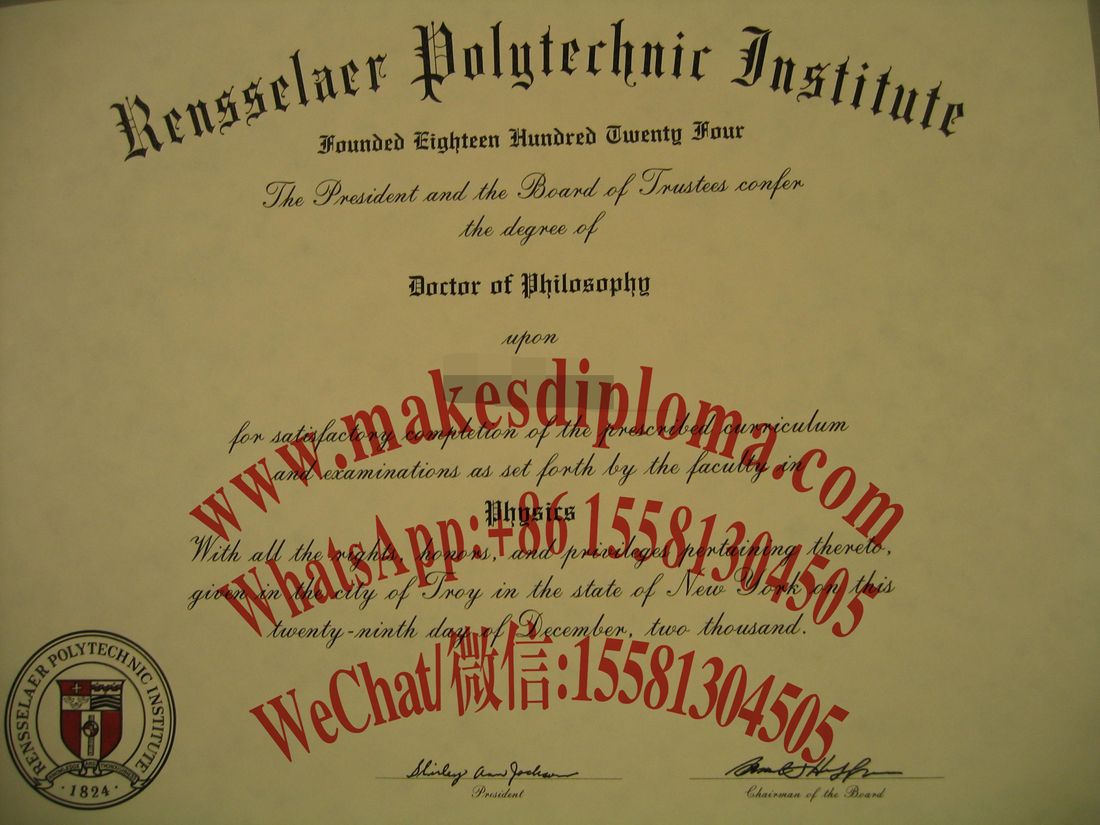 Rensselaer Polytechnic Institute
Founded Eighteen Hundred Twenty Four
The President and the Board of Trustees confer
the degree of
Doctor of Philosophy
upon
www.makesdiploma.com
for satisfactory completion of the prescribed curriculum
and examinations as set forth by the faculty in
Physics
WhatsApp:+86 15581304505
With all the rights, honors, and privileges pertaining thereto,
given in the city of Troy in the state of New York on this
twenty-ninth day of December, two thousand.
WeChat/微信:15581304505
RENSSELAER POLYTECHNIC INSTITUTE
· 1824 ·
Shirley Ann Jackson
President
Chairman of the Board